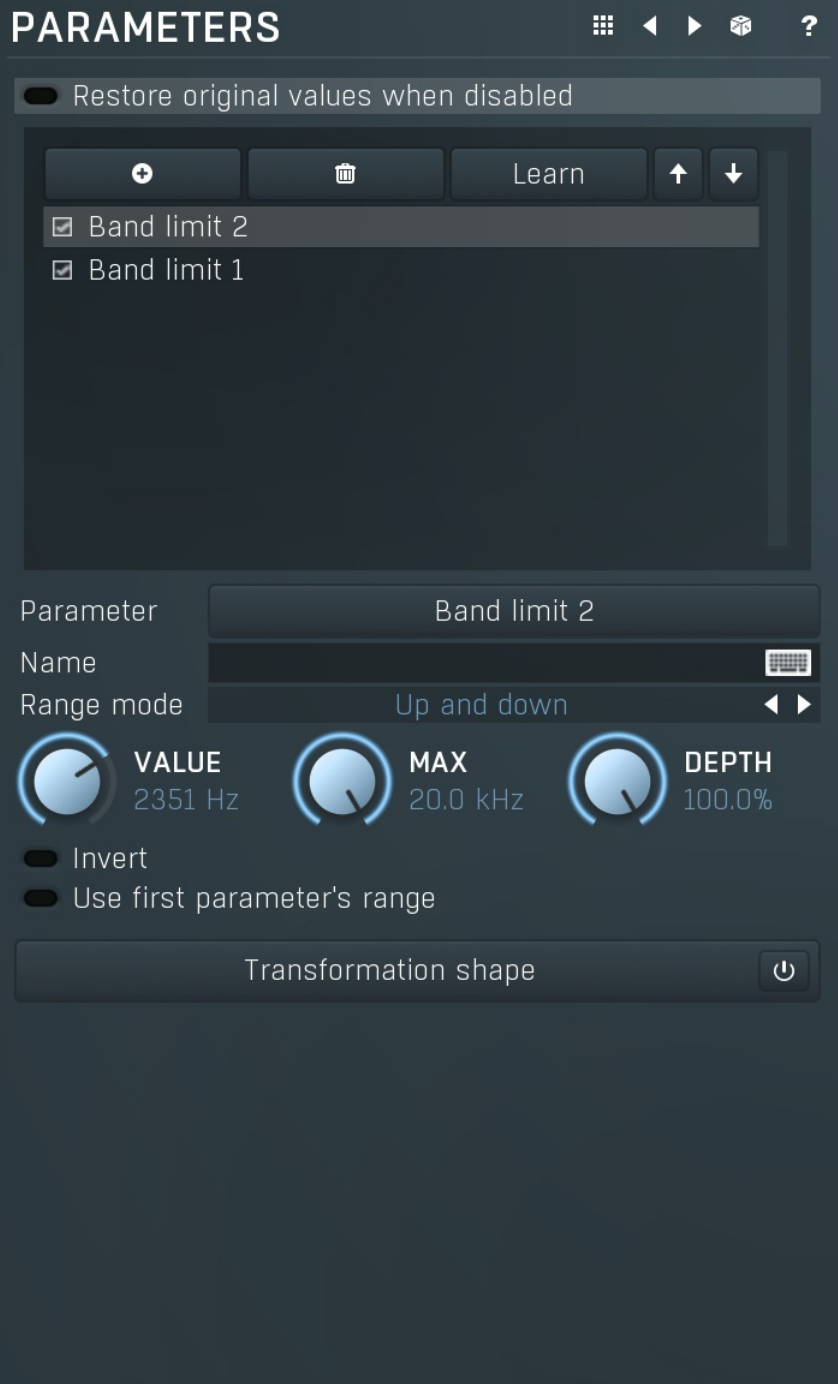 PARAMETERS ?
Restore original values when disabled
Learn
Band limit 2
Band limit 1
Parameter Band limit 2
Name
Range mode Up and down
VALUE MAX DEPTH
2351 Hz 20.0 kHz 100.0%
Invert
Use first parameter's range
Transformation shape